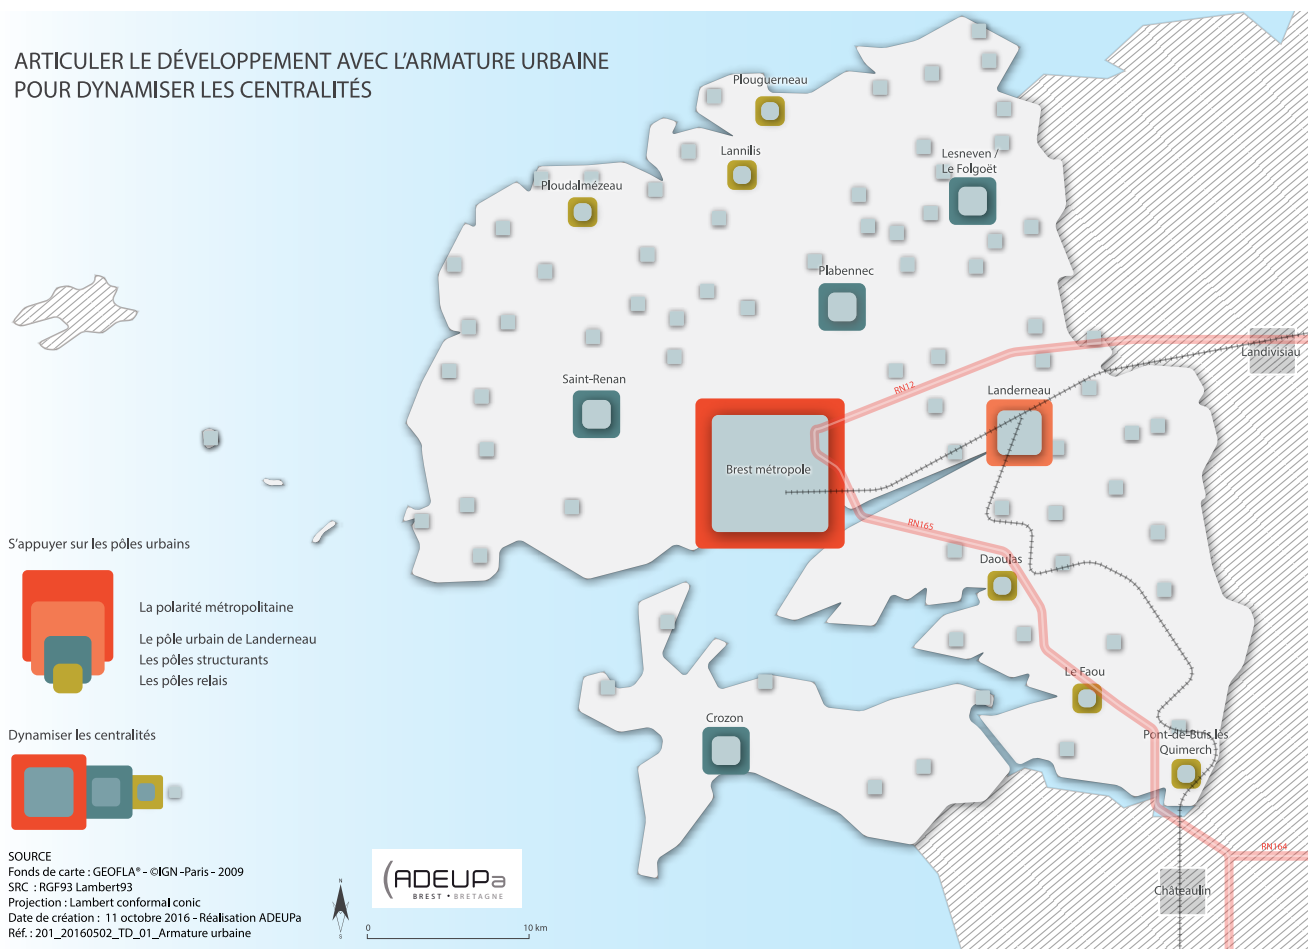 ARTICULER LE DÉVELOPPEMENT AVEC L'ARMATURE URBAINE
POUR DYNAMISER LES CENTRALITÉS
Plouguerneau
Lannilis
Lesneven /
Le Folgoët
Ploudalmézeau
Plabennec
Landivisiau
Saint-Renan
RN12
Landerneau
Brest métropole
RN165
Daoulas
Le Faou
Crozon
Pont-de-Buis lès
Quimerch
RN164
Châteaulin
S'appuyer sur les pôles urbains
La polarité métropolitaine
Le pôle urbain de Landerneau
Les pôles structurants
Les pôles relais
Dynamiser les centralités
SOURCE
Fonds de carte : GEOFLA® - ©IGN -Paris - 2009
SRC : RGF93 Lambert93
Projection : Lambert conformal conic
Date de création : 11 octobre 2016 - Réalisation ADEUPa
Réf. : 201_20160502_TD_01_Armature urbaine
N
S
ADEUPa
BREST • BRETAGNE
0 10 km